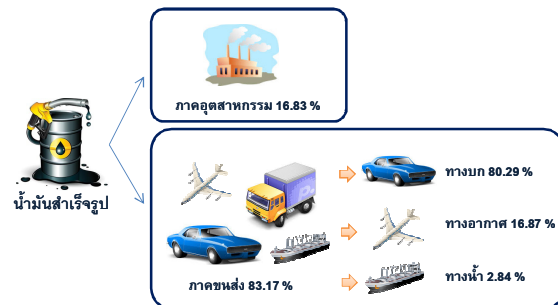 น้ำมันสำเร็จรูป
ภาคอุตสาหกรรม 16.83 %
ภาคขนส่ง 83.17 %
ทางบก 80.29 %
ทางอากาศ 16.87 %
ทางน้ำ 2.84 %